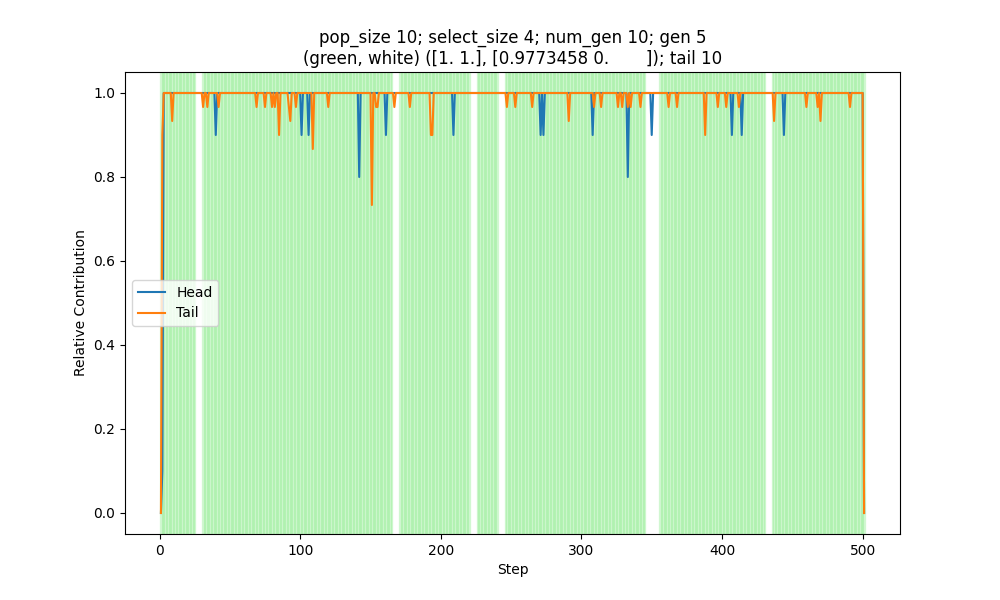 pop_size 10; select_size 4; num_gen 10; gen 5
(green, white) ([1. 1.], [0.9773458 0.        ]); tail 10
1.0
0.8
0.6
0.4
0.2
0.0
Relative Contribution
Head
Tail
0 100 200 300 400 500
Step